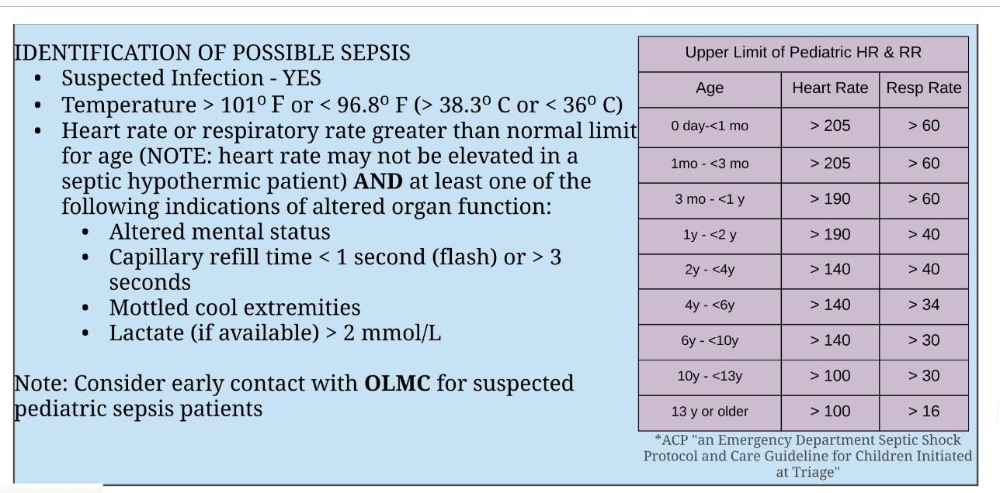 IDENTIFICATION OF POSSIBLE SEPSIS
• Suspected Infection - YES
• Temperature > 101⁰ F or < 96.8⁰ F (> 38.3⁰ C or < 36⁰ C)
• Heart rate or respiratory rate greater than normal limit
for age (NOTE: heart rate may not be elevated in a
septic hypothermic patient) AND at least one of the
following indications of altered organ function:
• Altered mental status
• Capillary refill time < 1 second (flash) or > 3
seconds
• Mottled cool extremities
• Lactate (if available) > 2 mmol/L
Note: Consider early contact with OLMC for suspected
pediatric sepsis patients
Upper Limit of Pediatric HR & RR
Age Heart Rate Resp Rate
0 day-<1 mo > 205 > 60
1mo - <3 mo > 205 > 60
3 mo - <1 y > 190 > 60
1y - <2 y > 190 > 40
2y - <4y > 140 > 40
4y - <6y > 140 > 34
6y - <10y > 140 > 30
10y - <13y > 100 > 30
13 y or older > 100 > 16
*ACP "an Emergency Department Septic Shock
Protocol and Care Guideline for Children Initiated
at Triage"